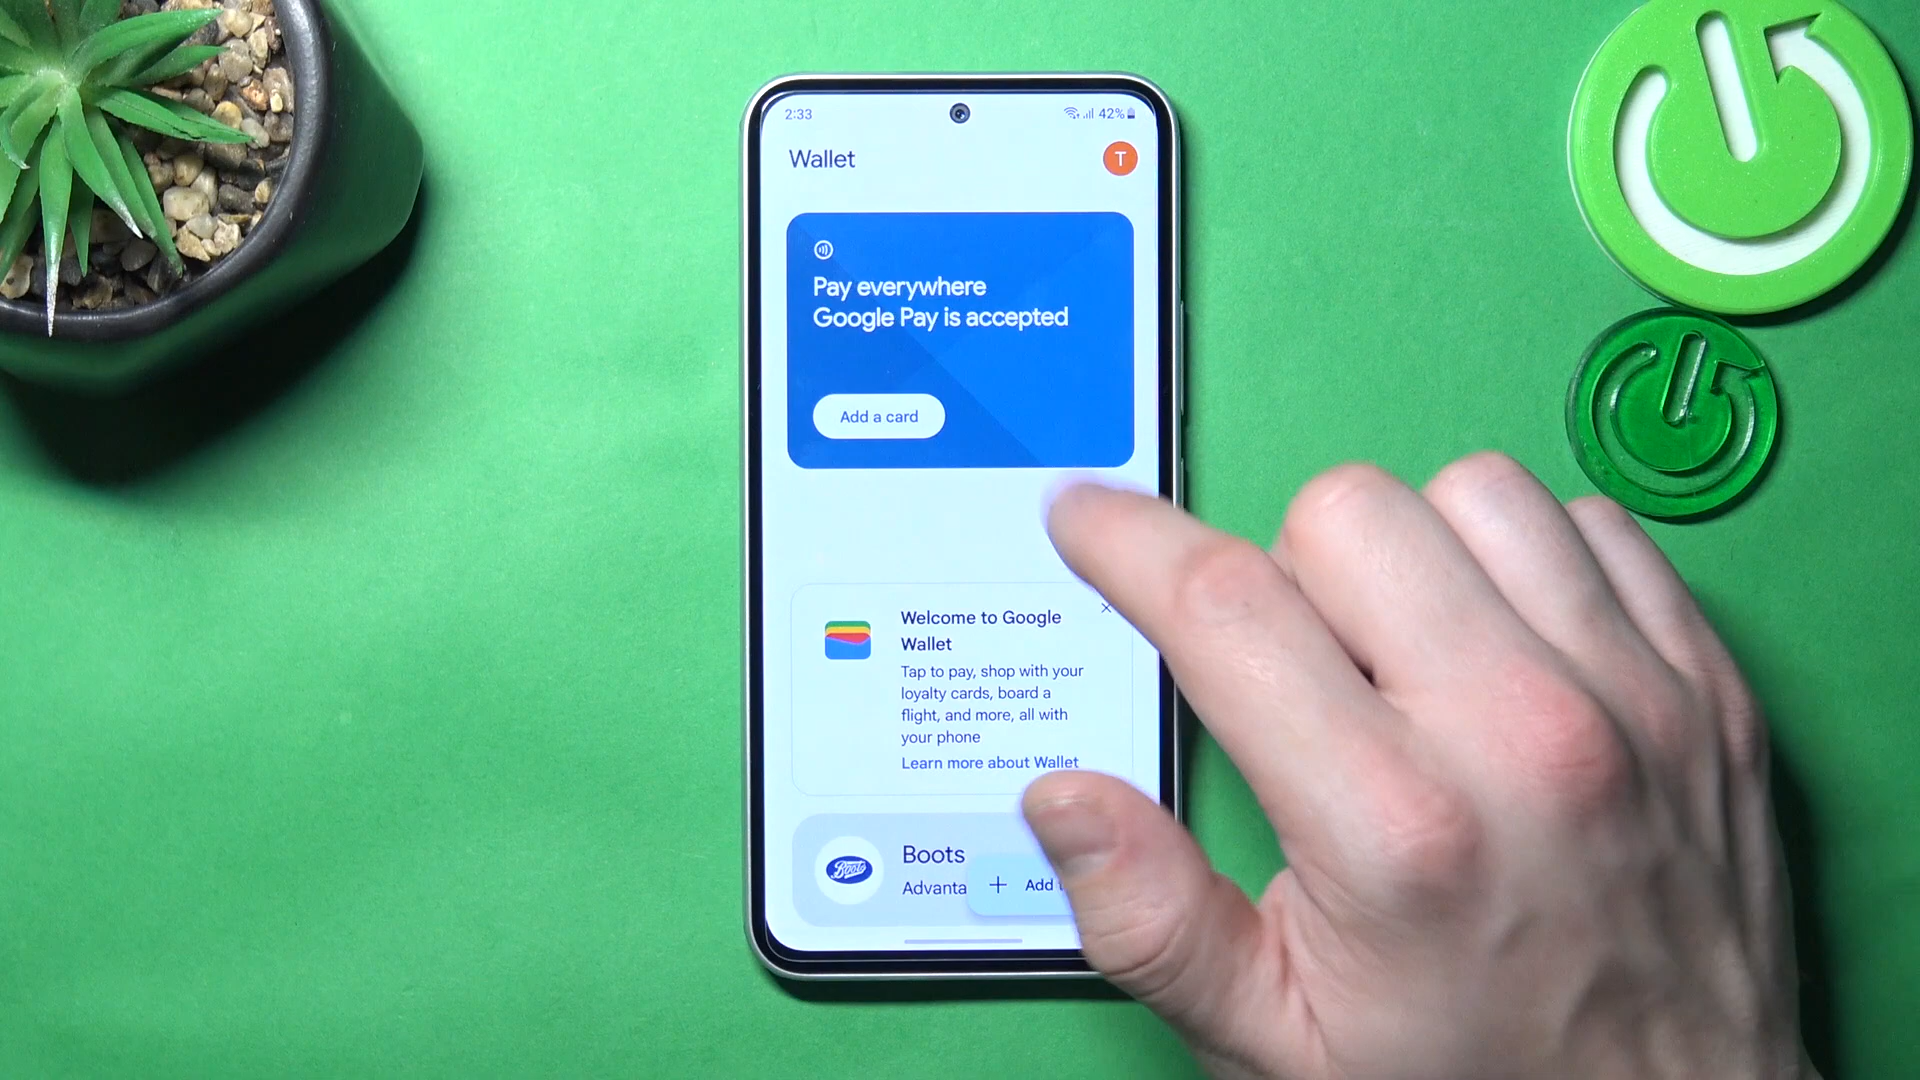 2:33
42%
Wallet
T
Pay everywhere
Google Pay is accepted
Add a card
Welcome to Google
Wallet
Tap to pay, shop with your
loyalty cards, board a
flight, and more, all with
your phone
Learn more about Wallet
Boots
Boots
Advanta
+ Add